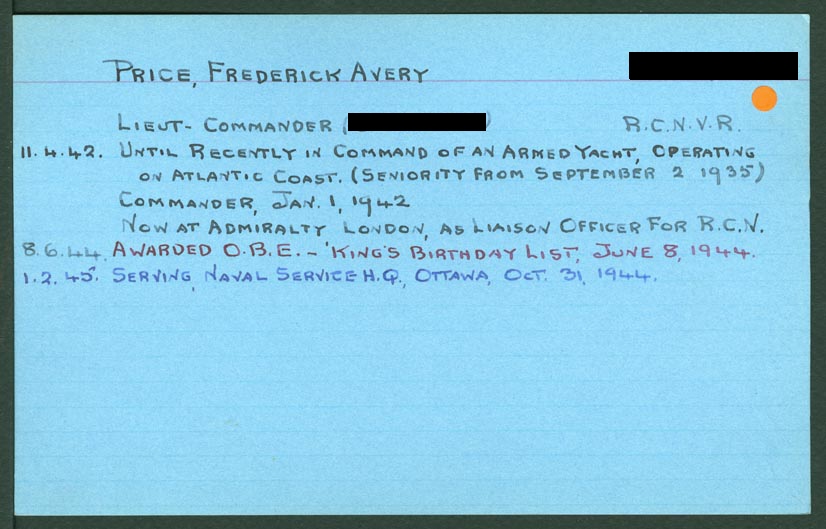 PRICE, FREDERICK AVERY
LIEUT- COMMANDER ( ) R.C.N.V.R.
11.4.42. UNTIL RECENTLY IN COMMAND OF AN ARMED YACHT, OPERATING
ON ATLANTIC COAST. (SENIORITY FROM SEPTEMBER 2 1935)
COMMANDER, JAN. 1, 1942
NOW AT ADMIRALTY LONDON, AS LIAISON OFFICER FOR R.C.N.
8.6.44. AWARDED O.B.E. - 'KING'S BIRTHDAY LIST, JUNE 8, 1944.
1.2.45. SERVING, NAVAL SERVICE H.Q., OTTAWA, OCT. 31, 1944.